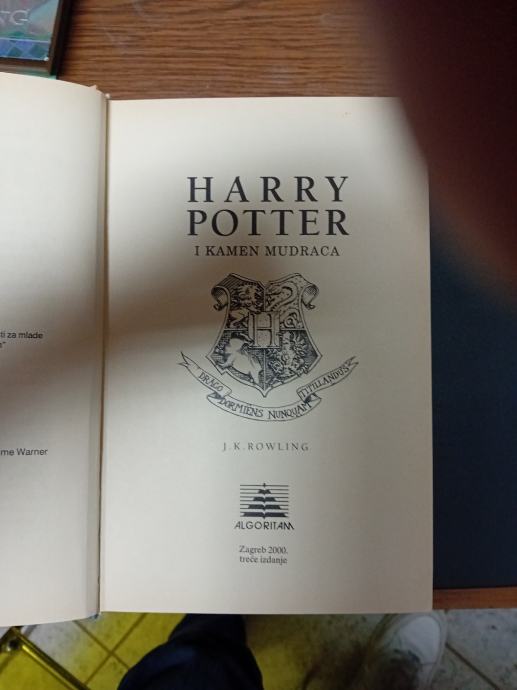 ti za mlade
me Warner
HARRY
POTTER
I KAMEN MUDRACA
H
DRACO
DORMIENS NUNQUAM
TITILLANDUS
J.K.ROWLING
ALGORITAM
Zagreb 2000.
treće izdanje